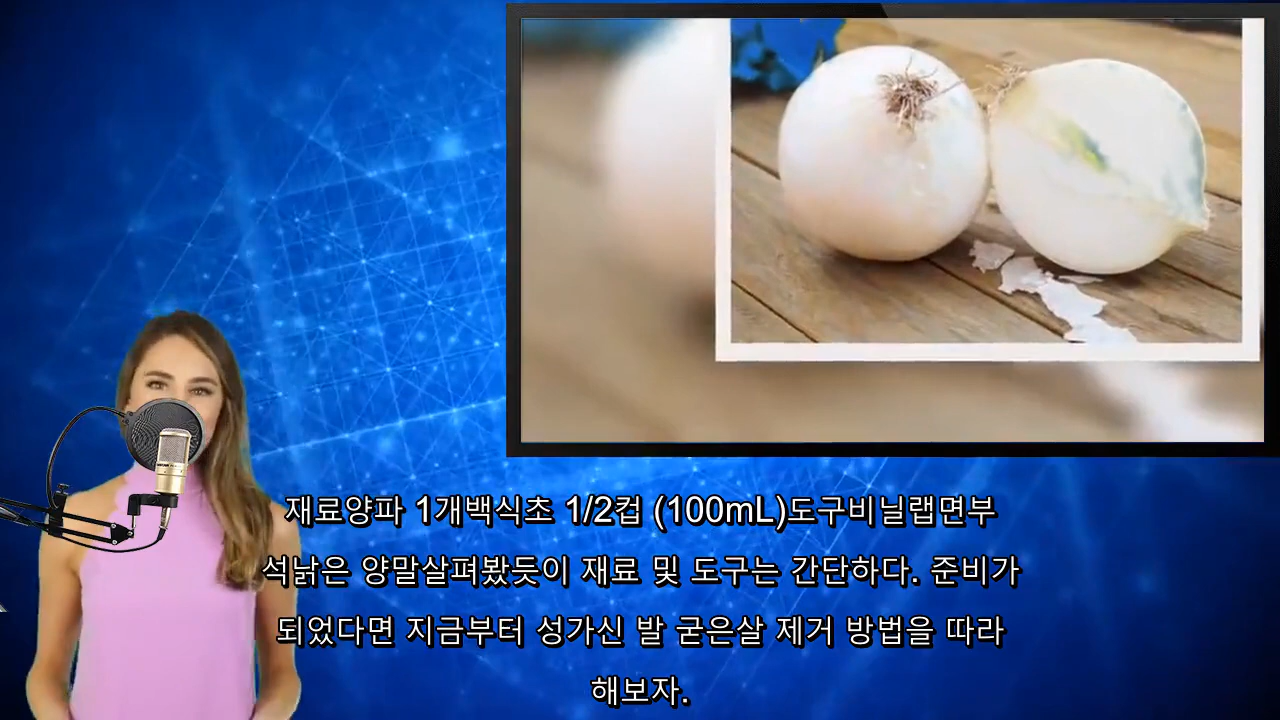 재료양파 1개백식초 1/2컵 (100mL)도구비닐랩면부
석낡은 양말살펴봤듯이 재료 및 도구는 간단하다. 준비가
되었다면 지금부터 성가신 발 굳은살 제거 방법을 따라
해보자.